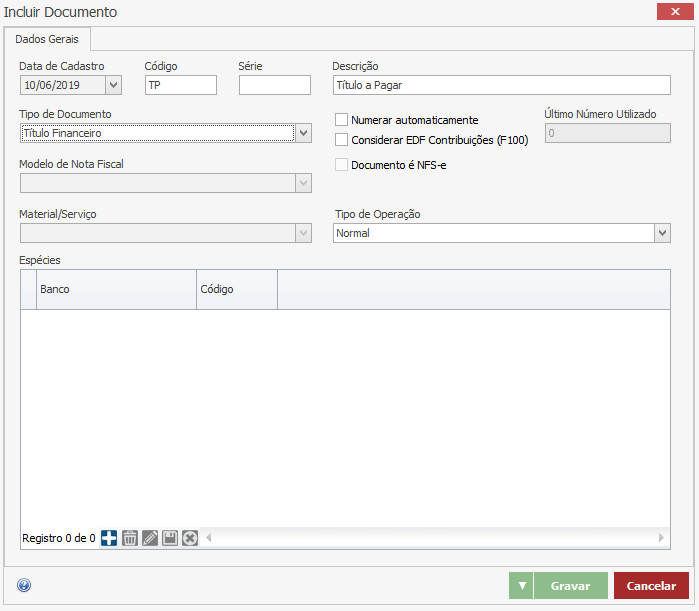 Incluir Documento
Dados Gerais
Data de Cadastro Código Série Descrição
10/06/2019 TP Título a Pagar
Tipo de Documento Numerar automaticamente Último Número Utilizado
Título Financeiro Considerar EDF Contribuições (F100) 0
Modelo de Nota Fiscal Documento é NFS-e
Material/Serviço Tipo de Operação
Normal
Espécies
Banco Código
Registro 0 de 0
Gravar Cancelar